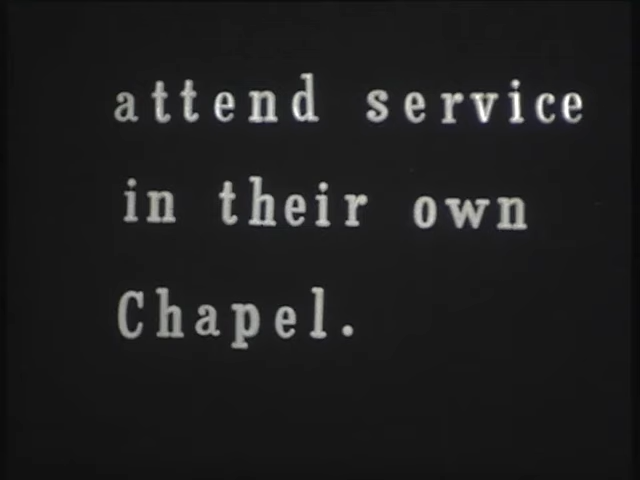 attend service
in their own
Chapel.